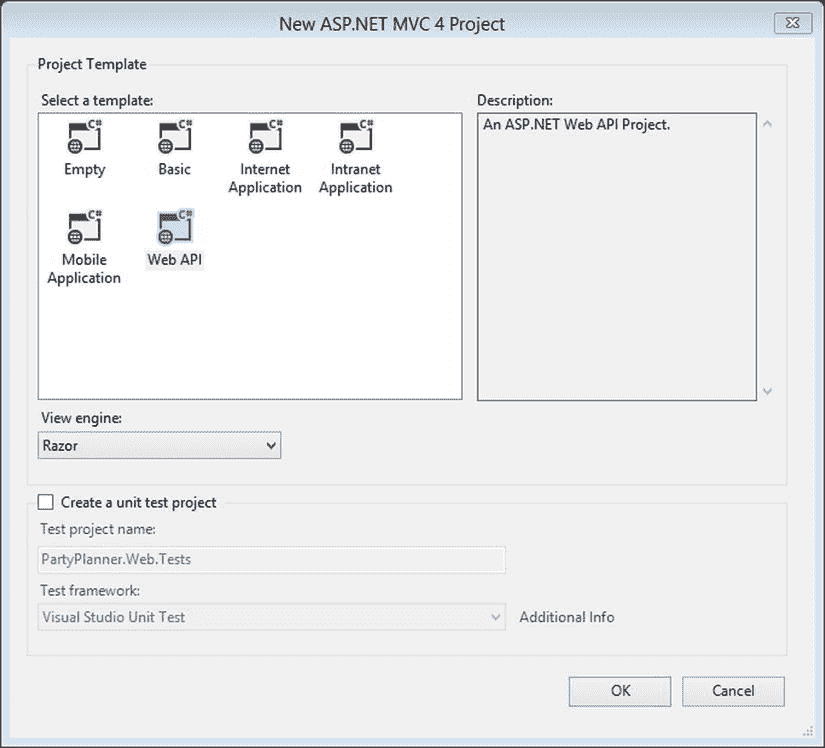 New ASP.NET MVC 4 Project
Project Template
Select a template:
Description:
C# C# C# C#
Empty Basic Internet Application Intranet Application
C# C#
Mobile Application Web API
An ASP.NET Web API Project.
View engine:
Razor
Create a unit test project
Test project name:
PartyPlanner.Web.Tests
Test framework:
Visual Studio Unit Test
Additional Info
OK
Cancel